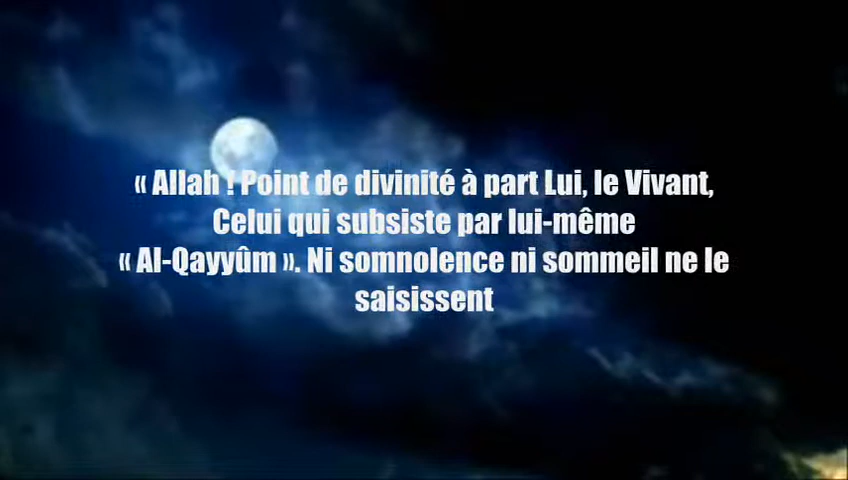 « Allah ! Point de divinité à part Lui, le Vivant,
Celui qui subsiste par lui-même
« Al-Qayyûm ». Ni somnolence ni sommeil ne le
saisissent